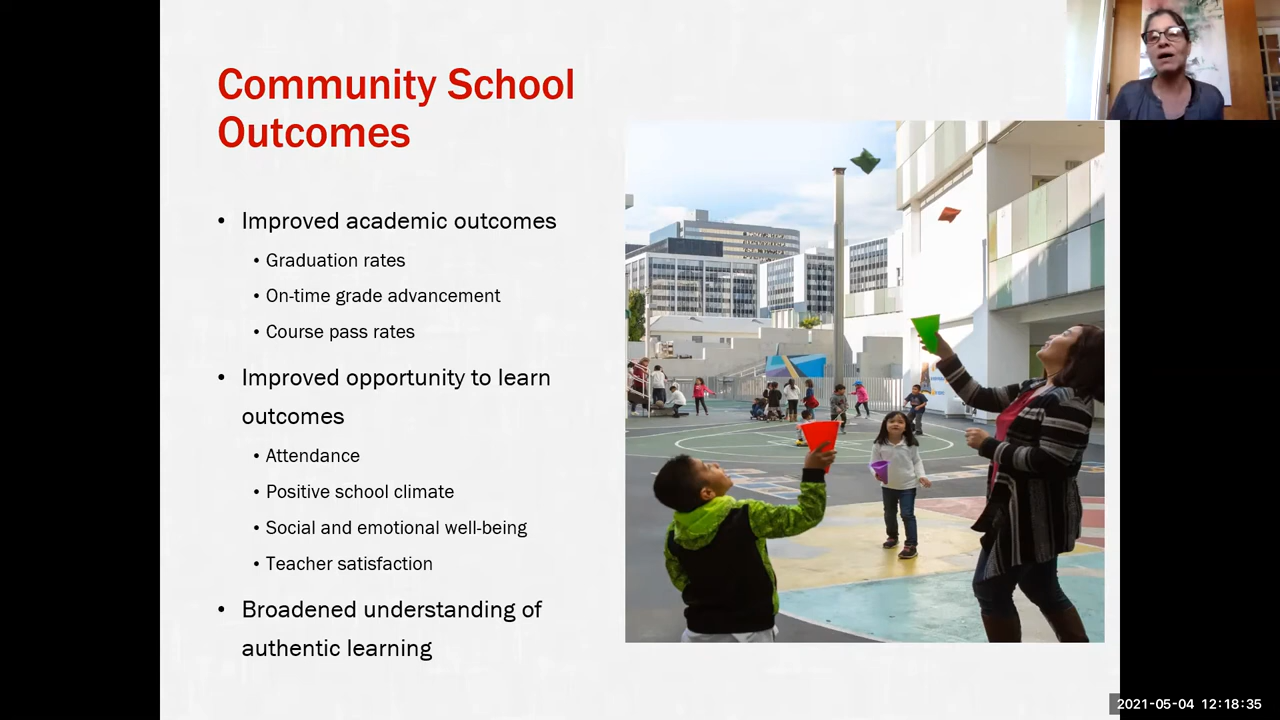 Community School
Outcomes
• Improved academic outcomes
• Graduation rates
• On-time grade advancement
• Course pass rates
• Improved opportunity to learn
outcomes
• Attendance
• Positive school climate
• Social and emotional well-being
• Teacher satisfaction
• Broadened understanding of
authentic learning
2021-05-04 12:18:35